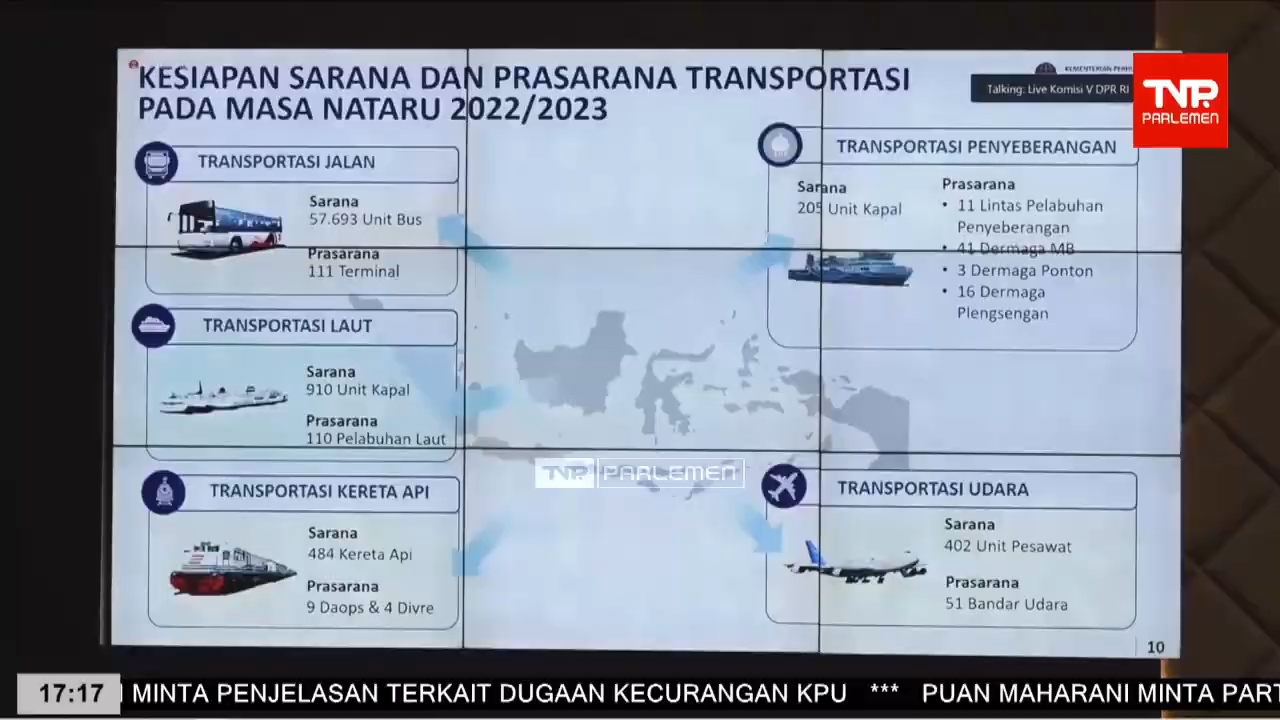 KESIAPAN SARANA DAN PRASARANA TRANSPORTASI
PADA MASA NATARU 2022/2023
KEMENTERIAN
Talking: Live Komisi V DPR RI
TVP.
PARLEMEN
TRANSPORTASI JALAN
Sarana
57.693 Unit Bus
Prasarana
111 Terminal
TRANSPORTASI LAUT
Sarana
910 Unit Kapal
Prasarana
110 Pelabuhan Laut
TRANSPORTASI KERETA API
Sarana
484 Kereta Api
Prasarana
9 Daops & 4 Divre
TRANSPORTASI PENYEBERANGAN
Sarana
205 Unit Kapal
Prasarana
• 11 Lintas Pelabuhan
Penyeberangan
• 41 Dermaga MB
• 3 Dermaga Ponton
• 16 Dermaga
Plengsengan
TRANSPORTASI UDARA
Sarana
402 Unit Pesawat
Prasarana
51 Bandar Udara
TVP. PARLEMEN
10
17:17
MINTA PENJELASAN TERKAIT DUGAAN KECURANGAN KPU *** PUAN MAHARANI MINTA PART